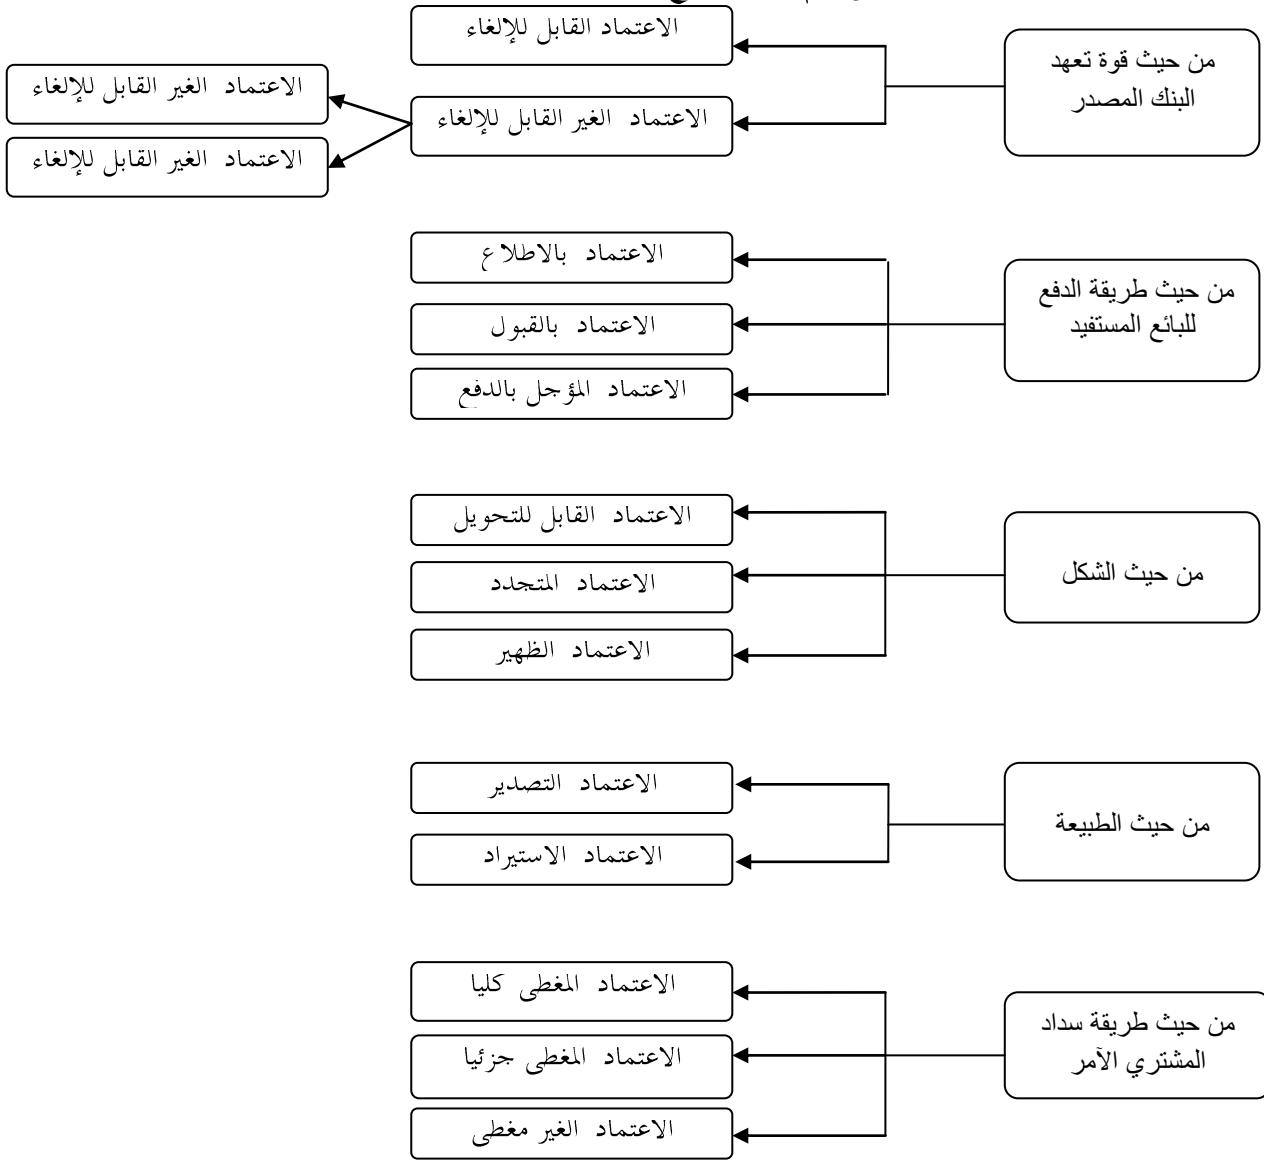 من حيث قوة تعهد
البنك المصدر
الاعتماد القابل للإلغاء
الاعتماد الغير القابل للإلغاء
الاعتماد الغير القابل للإلغاء
الاعتماد الغير القابل للإلغاء
من حيث طريقة الدفع
للبائع المستفيد
الاعتماد بالاطلاع
الاعتماد بالقبول
الاعتماد المؤجل بالدفع
من حيث الشكل
الاعتماد القابل للتحويل
الاعتماد المتجدد
الاعتماد الظهير
من حيث الطبيعة
الاعتماد التصدير
الاعتماد الاستيراد
من حيث طريقة سداد
المشتري الآمر
الاعتماد المغطى كليا
الاعتماد المغطى جزئيا
الاعتماد الغير مغطى